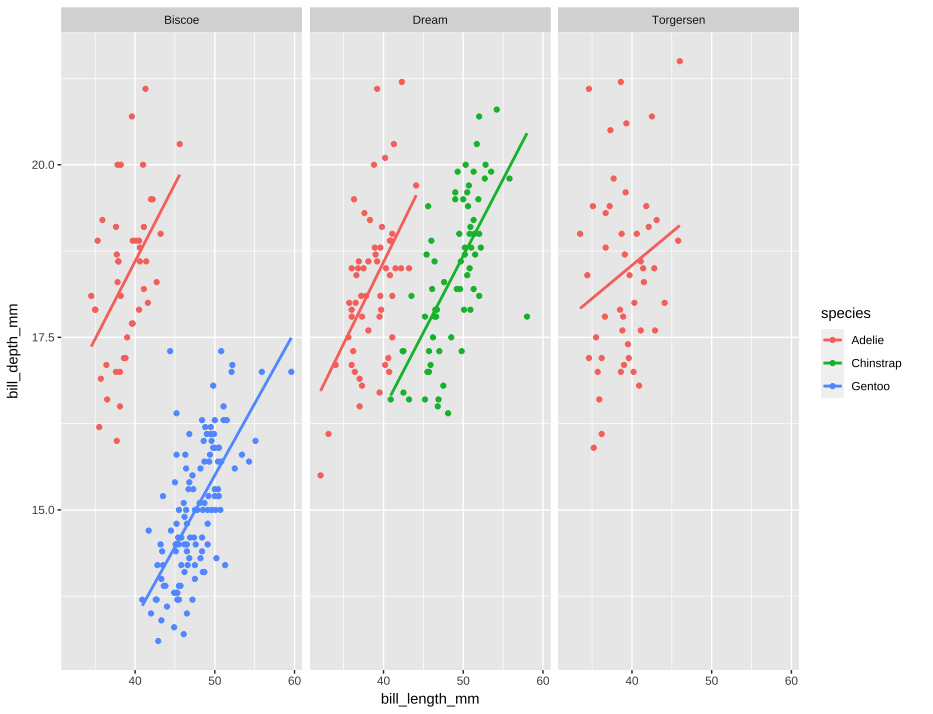 Biscoe
Dream
Torgersen
20.0
17.5
15.0
bill_depth_mm
40
50
60
40
50
60
40
50
60
bill_length_mm
species
Adelie
Chinstrap
Gentoo